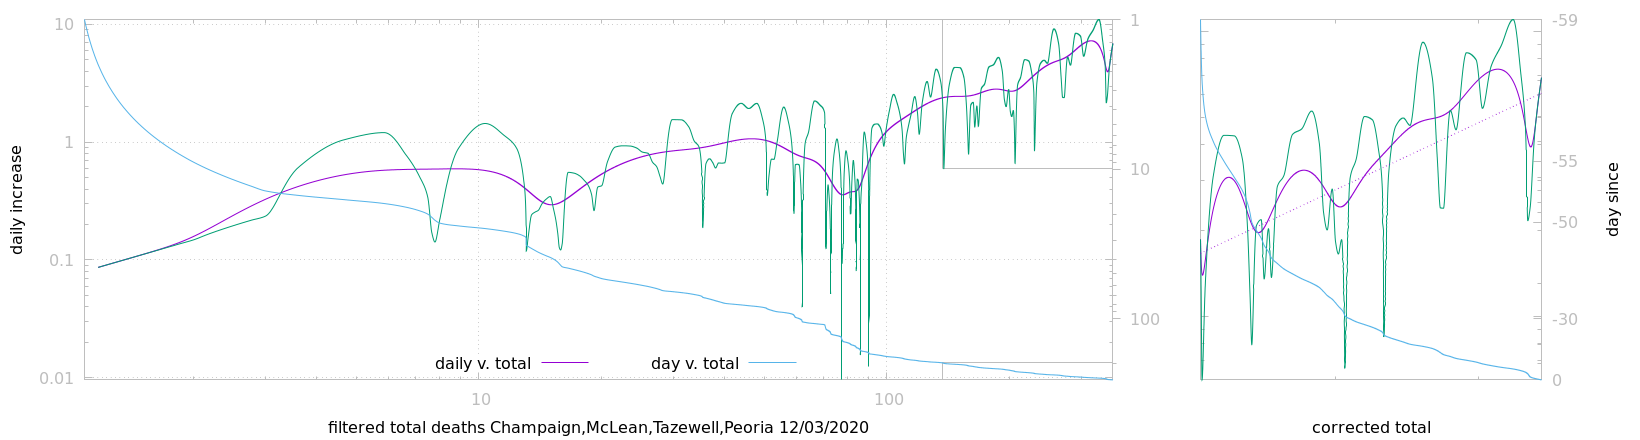 10
1
0.1
0.01
daily increase
10
100
1
10
100
daily v. total
day v. total
filtered total deaths Champaign,McLean,Tazewell,Peoria 12/03/2020
-59
-55
-50
-30
0
day since
corrected total